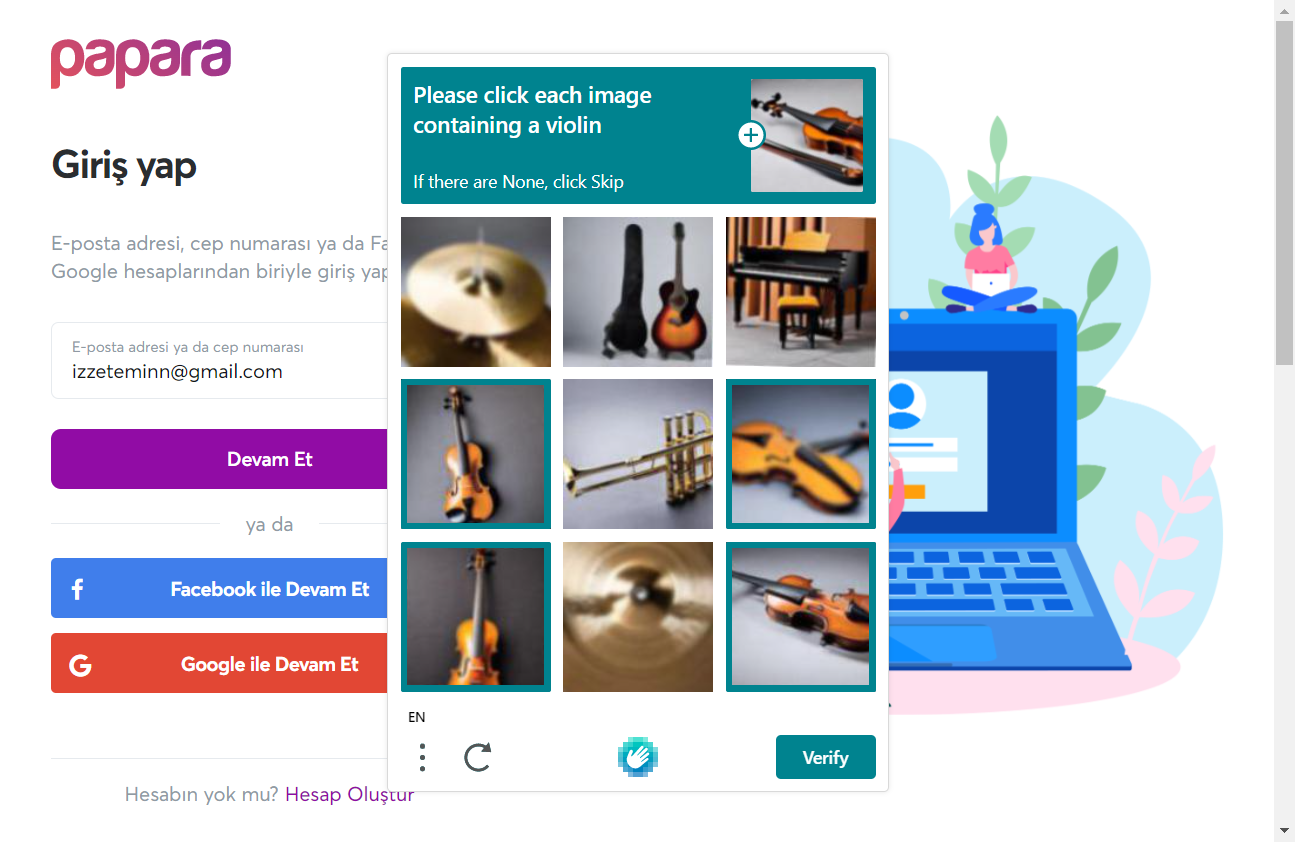 papara
Giriş yap
E-posta adresi, cep numarası ya da Fa
Google hesaplarından biriyle giriş yap
E-posta adresi ya da cep numarası
izzeteminn@gmail.com
Devam Et
ya da
Facebook ile Devam Et
Google ile Devam Et
Hesabın yok mu? Hesap Oluştur
Please click each image
containing a violin
If there are None, click Skip
EN
Verify